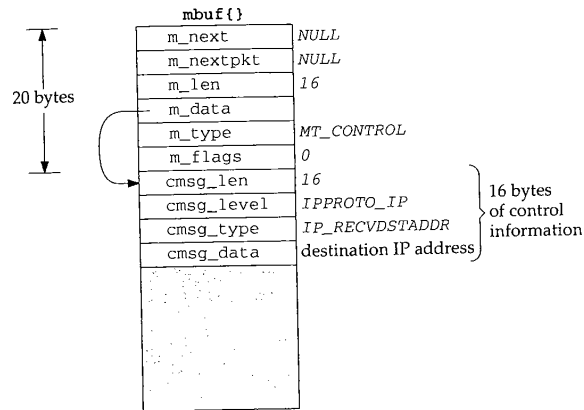 mbuf{}
m_next NULL
m_nextpkt NULL
m_len 16
20 bytes
m_data
m_type MT_CONTROL
m_flags 0
cmsg_len 16
cmsg_level IPPROTO_IP
cmsg_type IP_RECVDSTADDR
cmsg_data destination IP address
16 bytes
of control
information